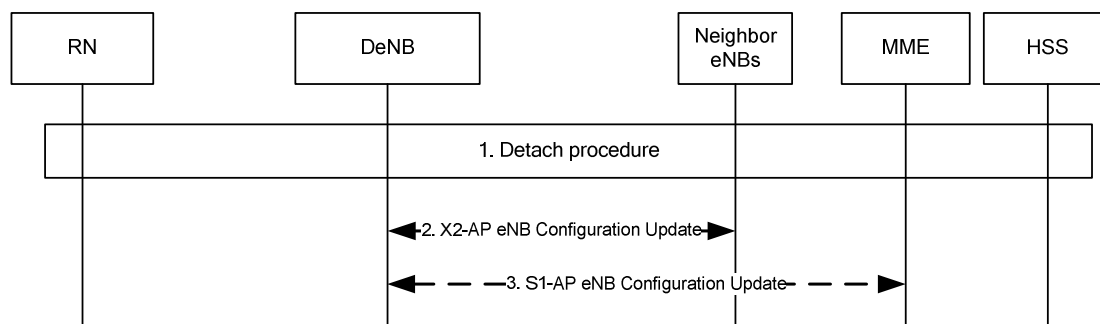 RN
DeNB
Neighbor
eNBs
MME
HSS
1. Detach procedure
2. X2-AP eNB Configuration Update
3. S1-AP eNB Configuration Update